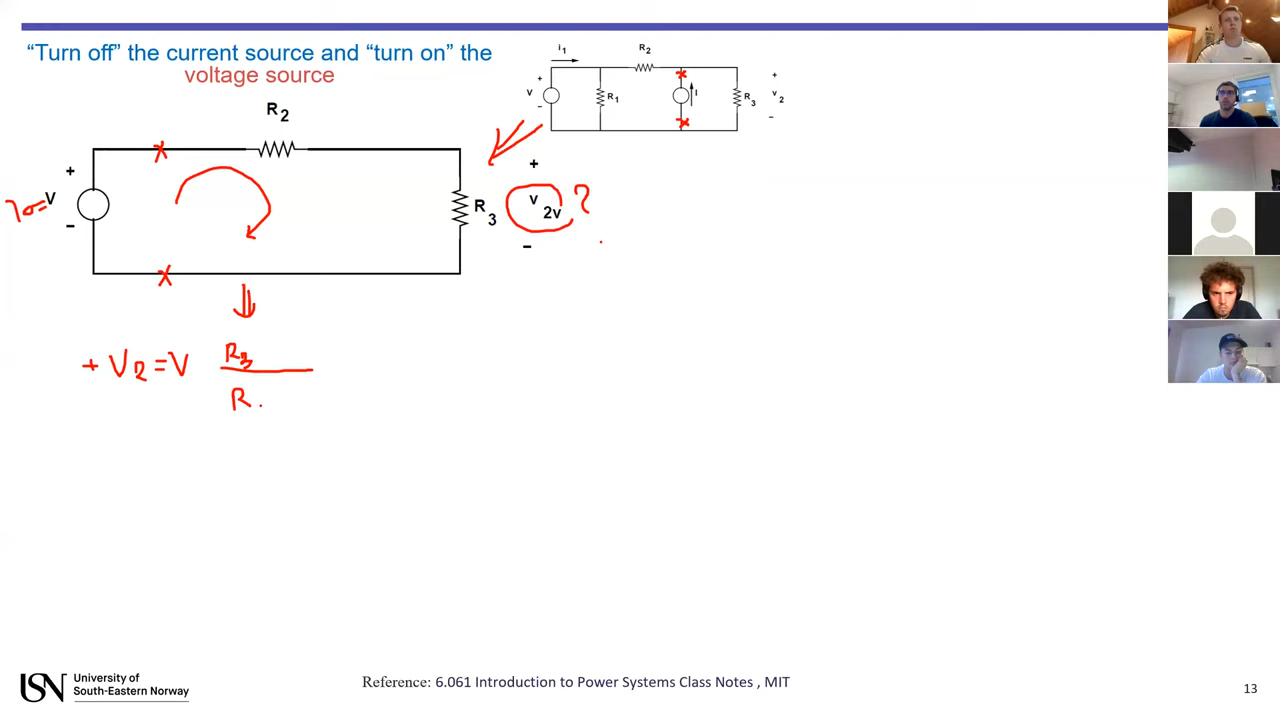 “Turn off” the current source and “turn on” the
voltage source
i1
R2
+
V
-
R1
I
R3
+
v2
-
R2
+
V
-
R3
+
v2v
-
?
+ V2 = V R3
R.
USN
University of
South-Eastern Norway
Reference: 6.061 Introduction to Power Systems Class Notes , MIT
13